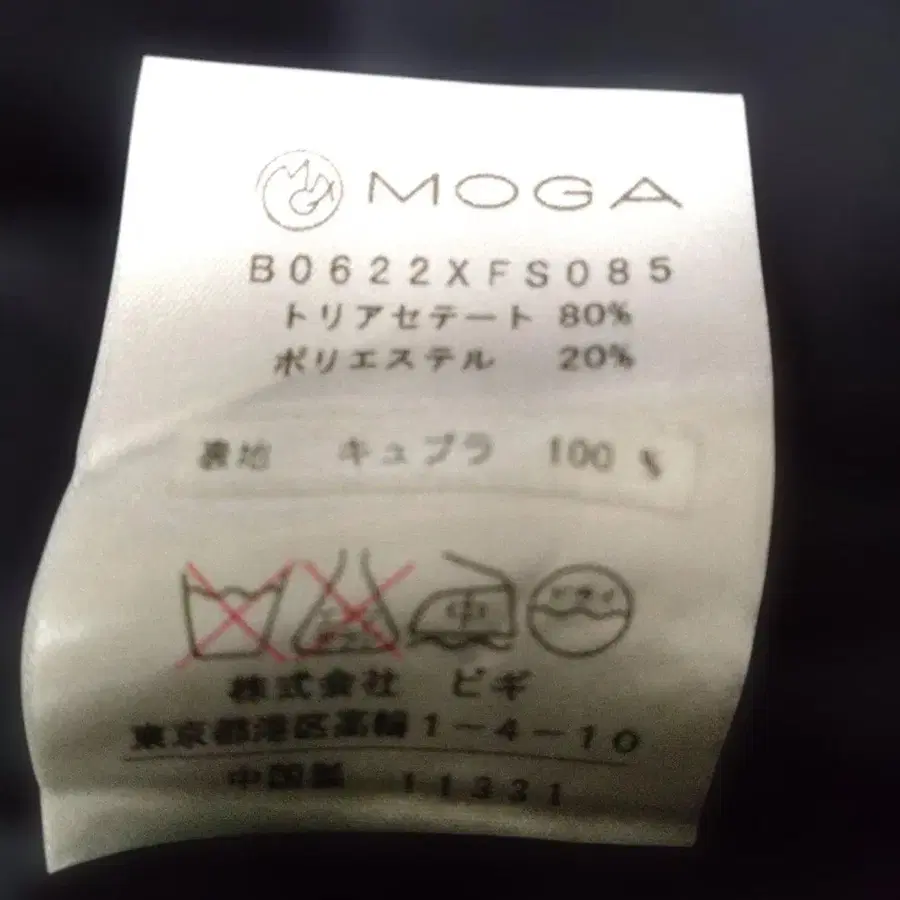 MOGA
B0622XFS085
トリアセテート 80%
ポリエステル 20%
裏地 キュプラ 100 %
中
株式会社 ビギ
東京都港区高輪1-4-10
中国製 11331